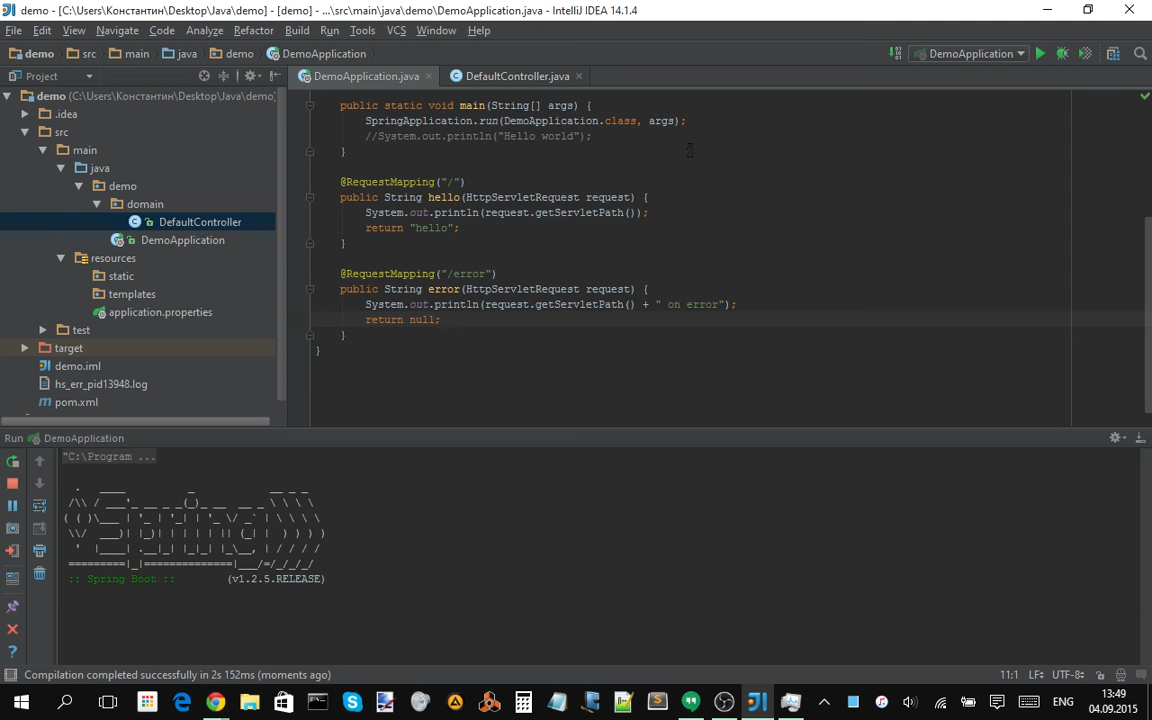 demo - [C:\Users\Константин\Desktop\Java\demo] - [demo] - ...\src\main\java\demo\DemoApplication.java - IntelliJ IDEA 14.1.4
File Edit View Navigate Code Analyze Refactor Build Run Tools VCS Window Help
demo src main java demo DemoApplication DemoApplication
Project DemoApplication.java DefaultController.java
demo (C:\Users\Константин\Desktop\Java\demo)
.idea
src
main
java
demo
domain
DefaultController
DemoApplication
resources
static
templates
application.properties
test
target
demo.iml
hs_err_pid13948.log
pom.xml
public static void main(String[] args) {
SpringApplication.run(DemoApplication.class, args);
//System.out.println("Hello world");
}
@RequestMapping("/")
public String hello(HttpServletRequest request) {
System.out.println(request.getServletPath());
return "hello";
}
@RequestMapping("/error")
public String error(HttpServletRequest request) {
System.out.println(request.getServletPath() + " on error");
return null;
}
}
Run DemoApplication
"C:\Program ...
Spring
:: Spring Boot :: (v1.2.5.RELEASE)
Compilation completed successfully in 2s 152ms (moments ago) 11:1 LF÷ UTF-8÷
ENG 13:49
04.09.2015